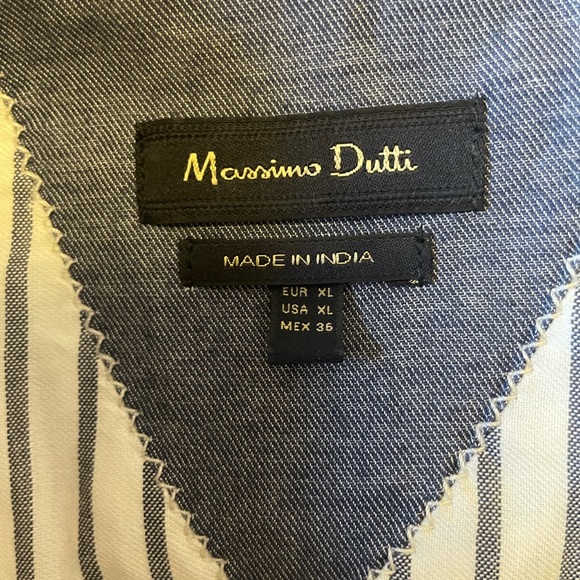 Massimo Dutti
MADE IN INDIA
EUR XL
USA XL
MEX 36